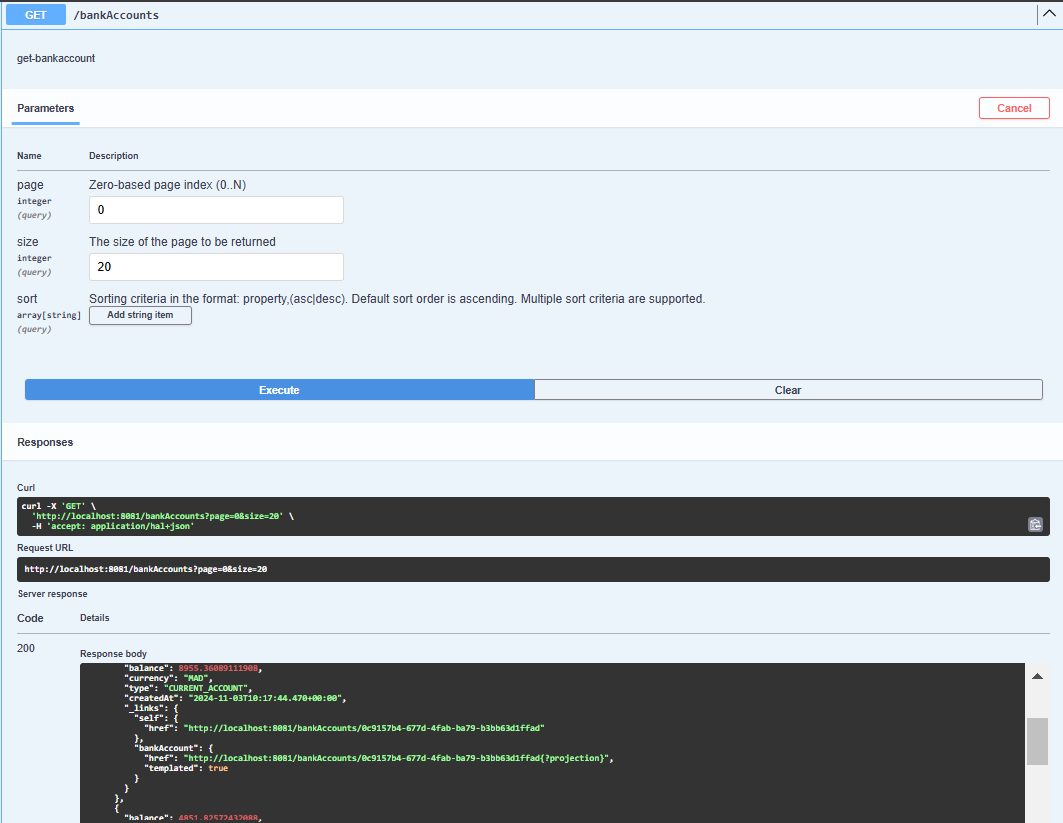 GET /bankAccounts
get-bankaccount
Parameters
Cancel
Name Description
page Zero-based page index (0..N)
integer
(query)
0
size The size of the page to be returned
integer
(query)
20
sort Sorting criteria in the format: property,(asc|desc). Default sort order is ascending. Multiple sort criteria are supported.
array[string] Add string item
(query)
Execute Clear
Responses
Curl
curl -X 'GET' \
'http://localhost:8081/bankAccounts?page=0&size=20' \
-H 'accept: application/hal+json'
Request URL
http://localhost:8081/bankAccounts?page=0&size=20
Server response
Code Details
200
Response body
"balance": 8955.36089111908,
"currency": "MAD",
"type": "CURRENT_ACCOUNT",
"createdAt": "2024-11-03T10:17:44.470+00:00",
"_links": {
"self": {
"href": "http://localhost:8081/bankAccounts/0c9157b4-677d-4fab-ba79-b3bb63d1ffad"
},
"bankAccount": {
"href": "http://localhost:8081/bankAccounts/0c9157b4-677d-4fab-ba79-b3bb63d1ffad{?projection}",
"templated": true
}
}
},
{
"balance": 4851.82572432088,